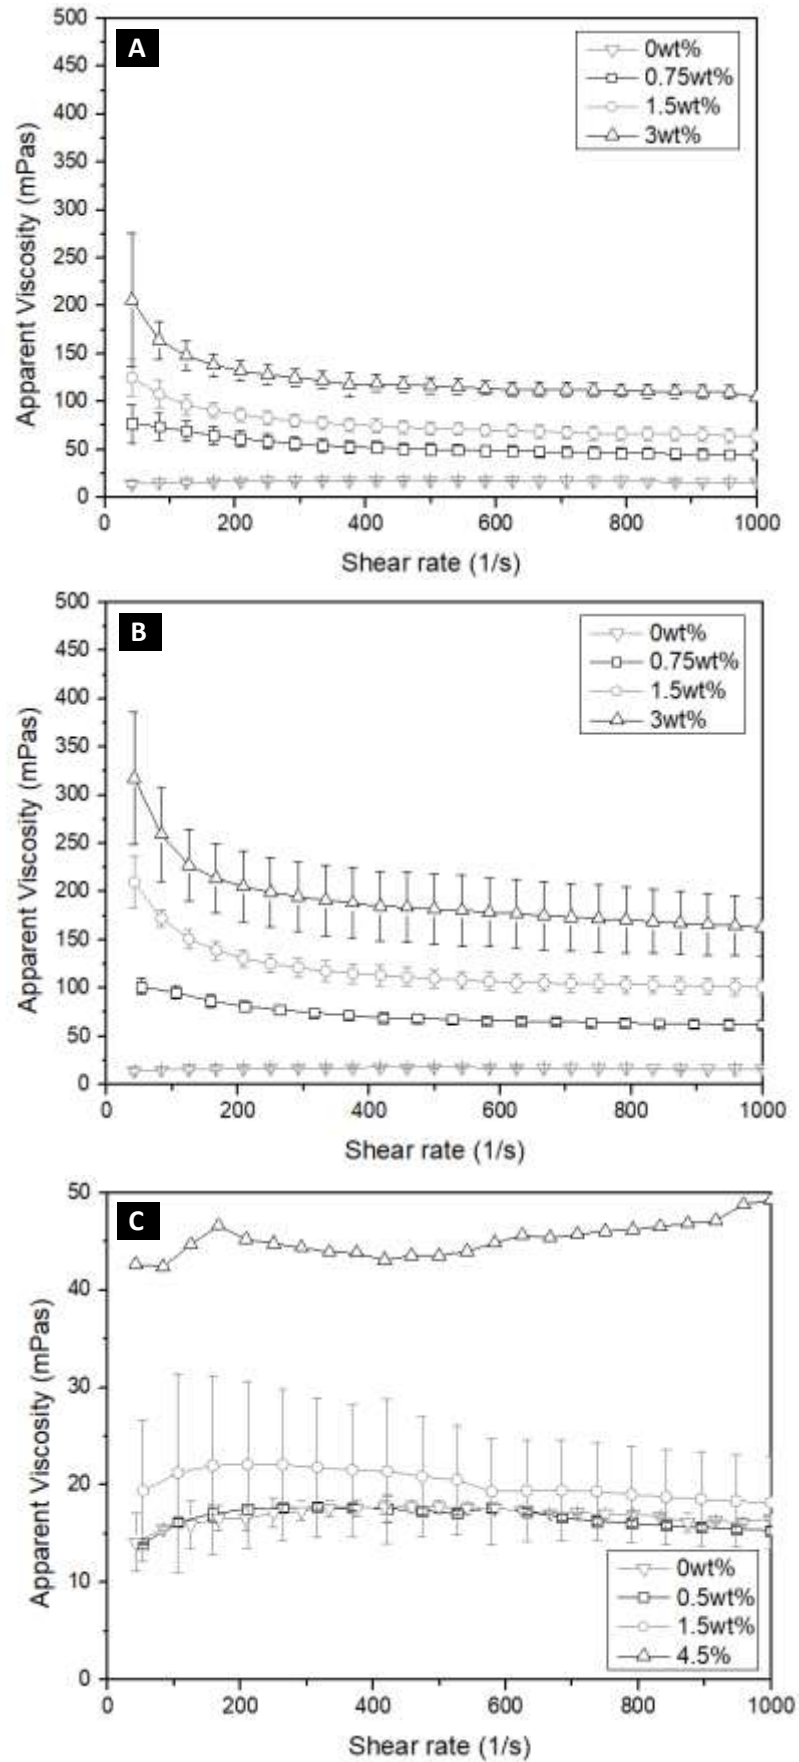 A
500
450
400
350
300
250
200
150
100
50
0
Apparent Viscosity (mPas)
0wt%
0.75wt%
1.5wt%
3wt%
0 200 400 600 800 1000
Shear rate (1/s)
B
500
450
400
350
300
250
200
150
100
50
0
Apparent Viscosity (mPas)
0wt%
0.75wt%
1.5wt%
3wt%
0 200 400 600 800 1000
Shear rate (1/s)
C
50
40
30
20
10
0
Apparent Viscosity (mPas)
0wt%
0.5wt%
1.5wt%
4.5%
0 200 400 600 800 1000
Shear rate (1/s)